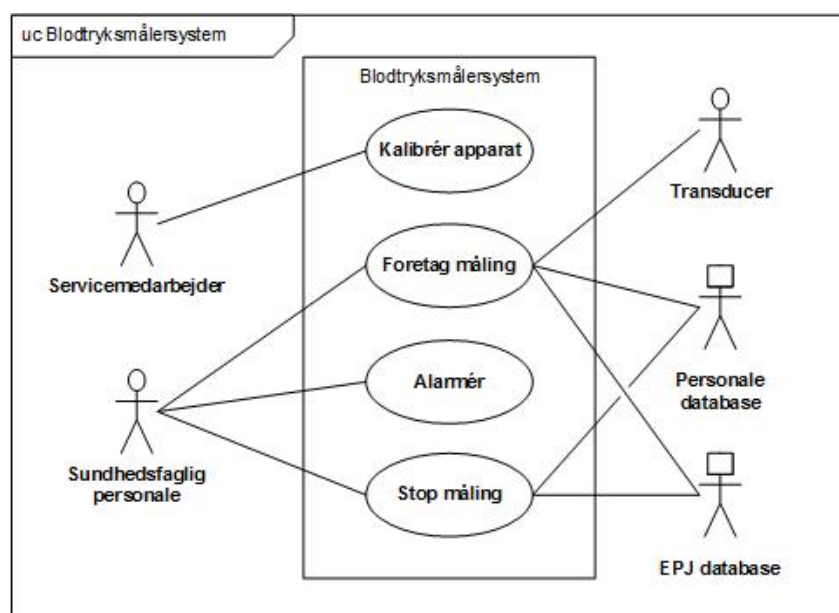 uc Blodtryksmålersystem
Blodtryksmålersystem
Kalibrér apparat
Transducer
Servicemedarbejder
Foretag måling
Alarmér
Personale
database
Sundhedsfaglig
personale
Stop måling
EPJ database